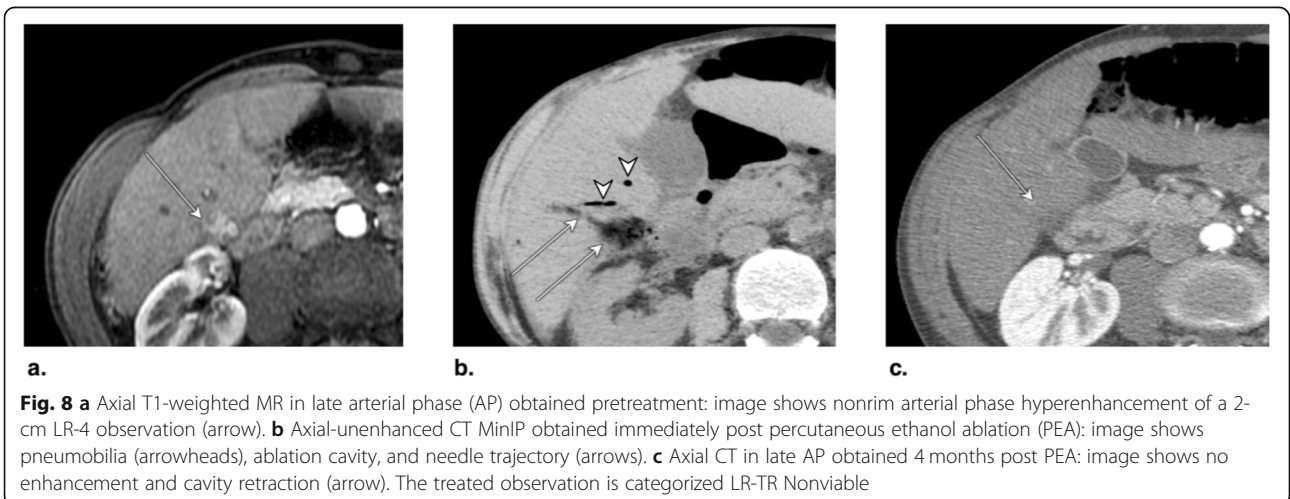 a.
b.
c.
Fig. 8 a Axial T1-weighted MR in late arterial phase (AP) obtained pretreatment: image shows nonrim arterial phase hyperenhancement of a 2-
cm LR-4 observation (arrow). b Axial-unenhanced CT MinIP obtained immediately post percutaneous ethanol ablation (PEA): image shows
pneumobilia (arrowheads), ablation cavity, and needle trajectory (arrows). c Axial CT in late AP obtained 4 months post PEA: image shows no
enhancement and cavity retraction (arrow). The treated observation is categorized LR-TR Nonviable